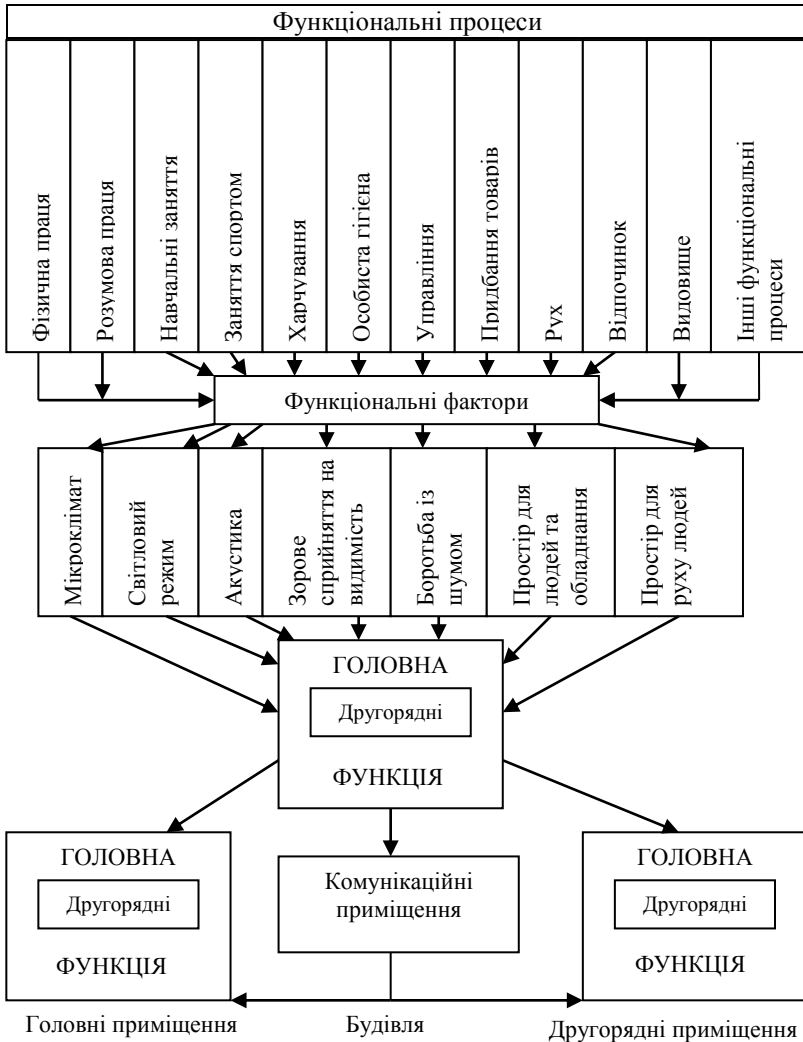 Функціональні процеси
Фізична праця
Розумова праця
Навчальні заняття
Заняття спортом
Харчування
Особиста гігієна
Управління
Придбання товарів
Рух
Відпочинок
Видовище
Інші функціональні
процеси
Функціональні фактори
Мікроклімат
Світловий
режим
Акустика
Зорове
сприйняття на
видимість
Боротьба із
шумом
Простір для
людей та
обладнання
Простір для
руху людей
ГОЛОВНА
Другорядні
ФУНКЦІЯ
ГОЛОВНА
Другорядні
ФУНКЦІЯ
Комунікаційні
приміщення
ГОЛОВНА
Другорядні
ФУНКЦІЯ
Головні приміщення
Будівля
Другорядні приміщення